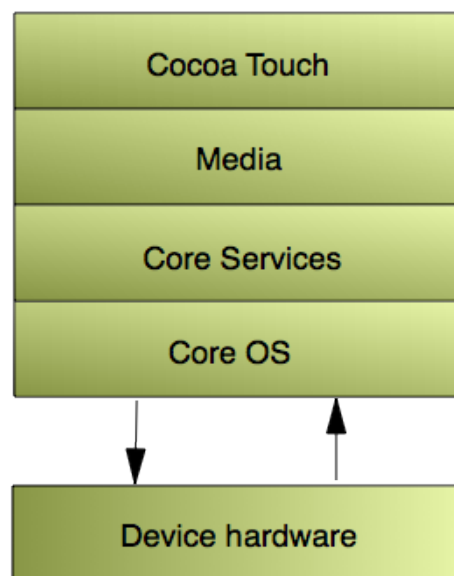 Cocoa Touch
Media
Core Services
Core OS
Device hardware